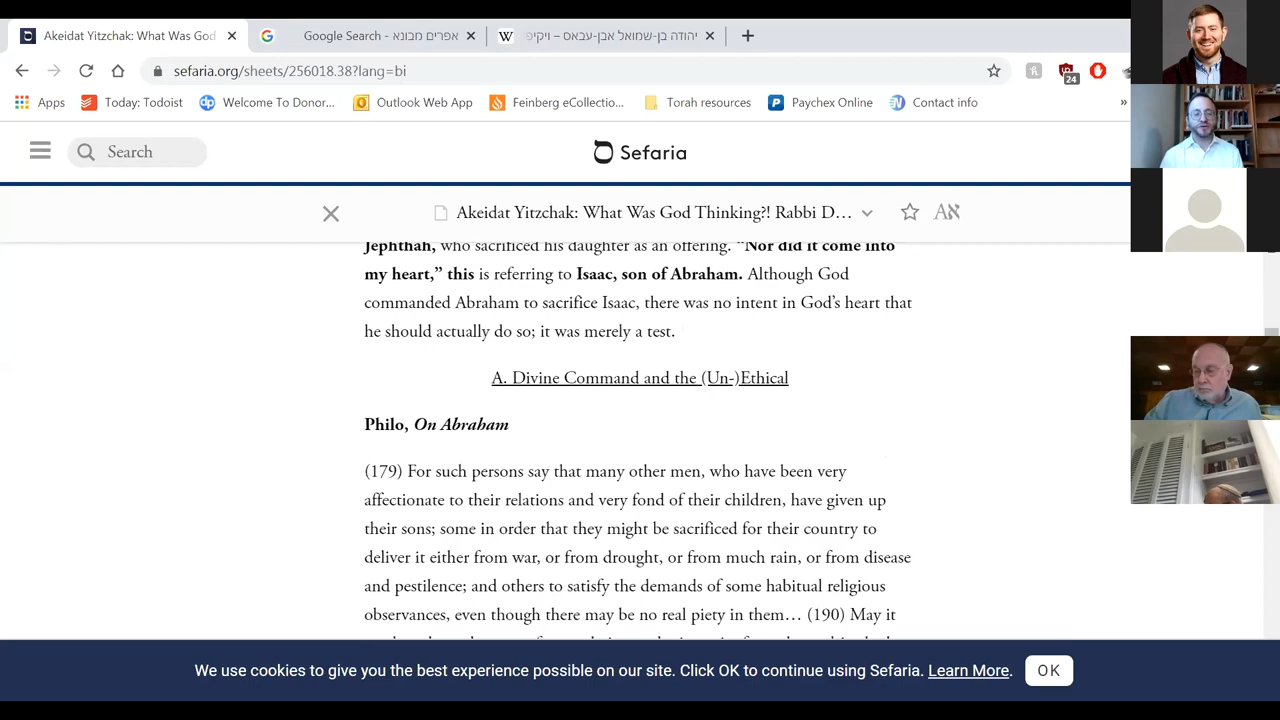 Akeidat Yitzchak: What Was God
אפרים מבונא - Google Search
יהודה בן-שמואל אבן-עבאס – ויקיפ
sefaria.org/sheets/256018.38?lang=bi
24
Apps
Today: Todoist
Welcome To Donor...
Outlook Web App
Feinberg eCollectio...
Torah resources
Paychex Online
Contact info
»
Search
Sefaria
Akeidat Yitzchak: What Was God Thinking?! Rabbi D...
Jephthah, who sacrificed his daughter as an offering. “Nor did it come into
my heart,” this is referring to Isaac, son of Abraham. Although God
commanded Abraham to sacrifice Isaac, there was no intent in God’s heart that
he should actually do so; it was merely a test.
A. Divine Command and the (Un-)Ethical
Philo, On Abraham
(179) For such persons say that many other men, who have been very
affectionate to their relations and very fond of their children, have given up
their sons; some in order that they might be sacrificed for their country to
deliver it either from war, or from drought, or from much rain, or from disease
and pestilence; and others to satisfy the demands of some habitual religious
observances, even though there may be no real piety in them… (190) May it
We use cookies to give you the best experience possible on our site. Click OK to continue using Sefaria. Learn More.
OK